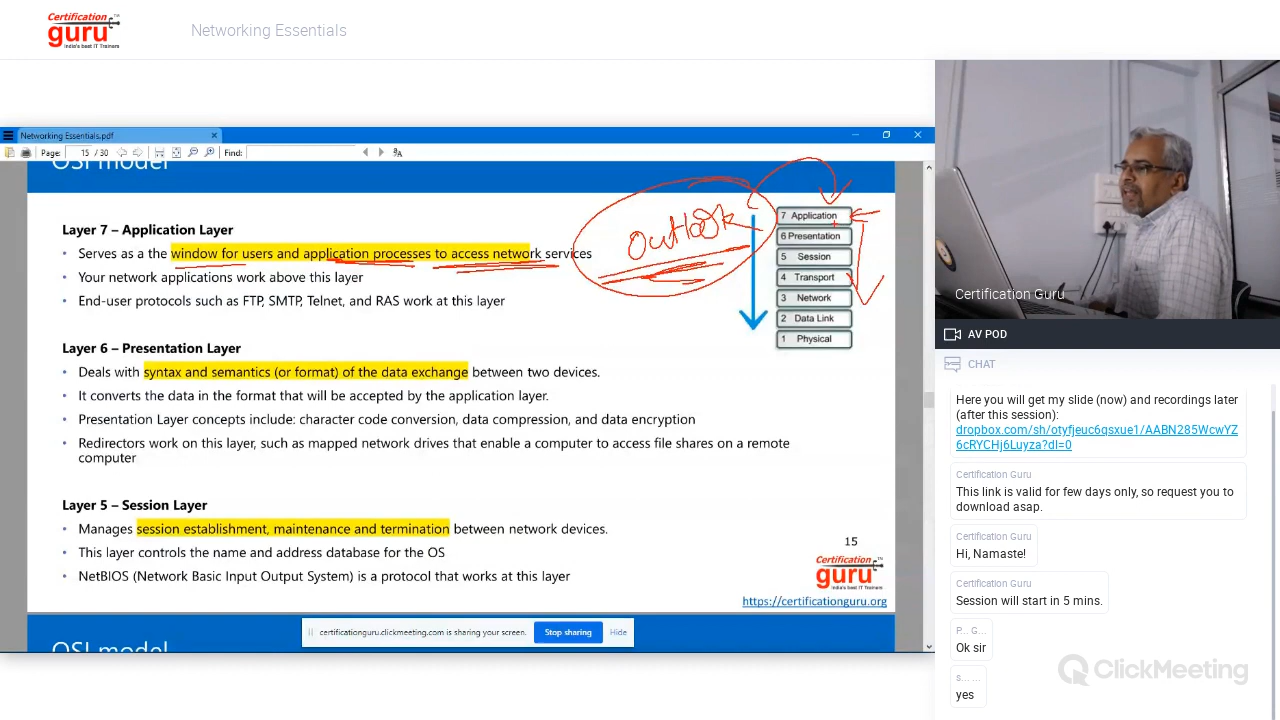 Certification
guru
India's best IT Trainers
Networking Essentials
Networking Essentials.pdf
Page: 15 / 30 Find:
OSI model
Layer 7 – Application Layer
• Serves as a the window for users and application processes to access network services
• Your network applications work above this layer
• End-user protocols such as FTP, SMTP, Telnet, and RAS work at this layer
Outlook
7 Application
6 Presentation
5 Session
4 Transport
3 Network
2 Data Link
1 Physical
Layer 6 – Presentation Layer
• Deals with syntax and semantics (or format) of the data exchange between two devices.
• It converts the data in the format that will be accepted by the application layer.
• Presentation Layer concepts include: character code conversion, data compression, and data encryption
• Redirectors work on this layer, such as mapped network drives that enable a computer to access file shares on a remote
computer
Layer 5 – Session Layer
• Manages session establishment, maintenance and termination between network devices.
• This layer controls the name and address database for the OS
• NetBIOS (Network Basic Input Output System) is a protocol that works at this layer
15
Certification
guru
India's best IT Trainers
https://certificationguru.org
OSI model
certificationguru.clickmeeting.com is sharing your screen. Stop sharing Hide
Certification Guru
AV POD
CHAT
Here you will get my slide (now) and recordings later
(after this session):
dropbox.com/sh/otyfjeuc6qsxue1/AABN285WcwYZ
6cRYCHj6Luyza?dl=0
Certification Guru
This link is valid for few days only, so request you to
download asap.
Certification Guru
Hi, Namaste!
Certification Guru
Session will start in 5 mins.
P... G...
Ok sir
s... ...
yes
ClickMeeting